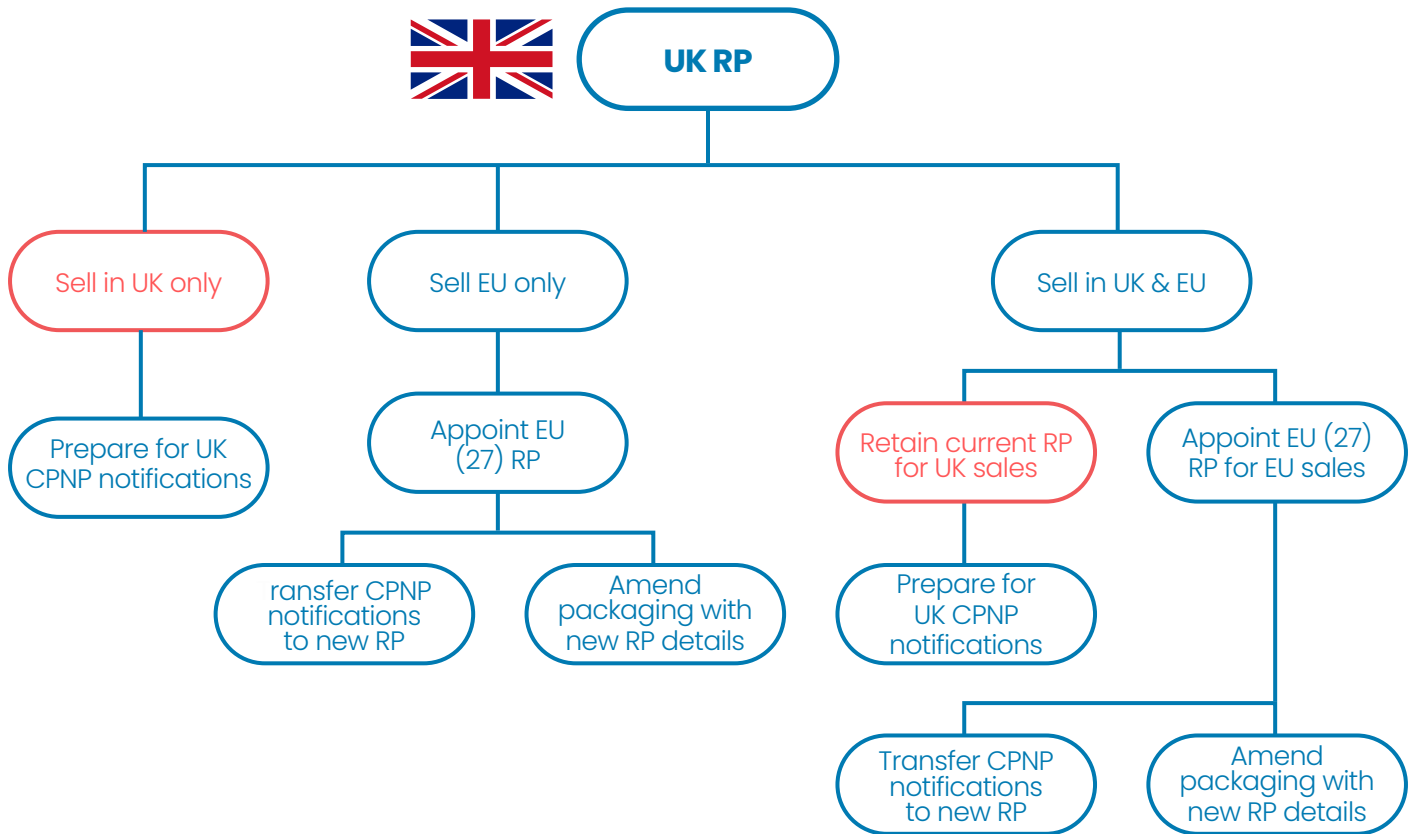 UK RP
Sell in UK only
Sell EU only
Sell in UK & EU
Prepare for UK
CPNP notifications
Appoint EU
(27) RP
Retain current RP
for UK sales
Appoint EU (27)
RP for EU sales
ransfer CPNP
notifications
to new RP
Amend
packaging with
new RP details
Prepare for
UK CPNP
notifications
Transfer CPNP
notifications
to new RP
Amend
packaging with
new RP details